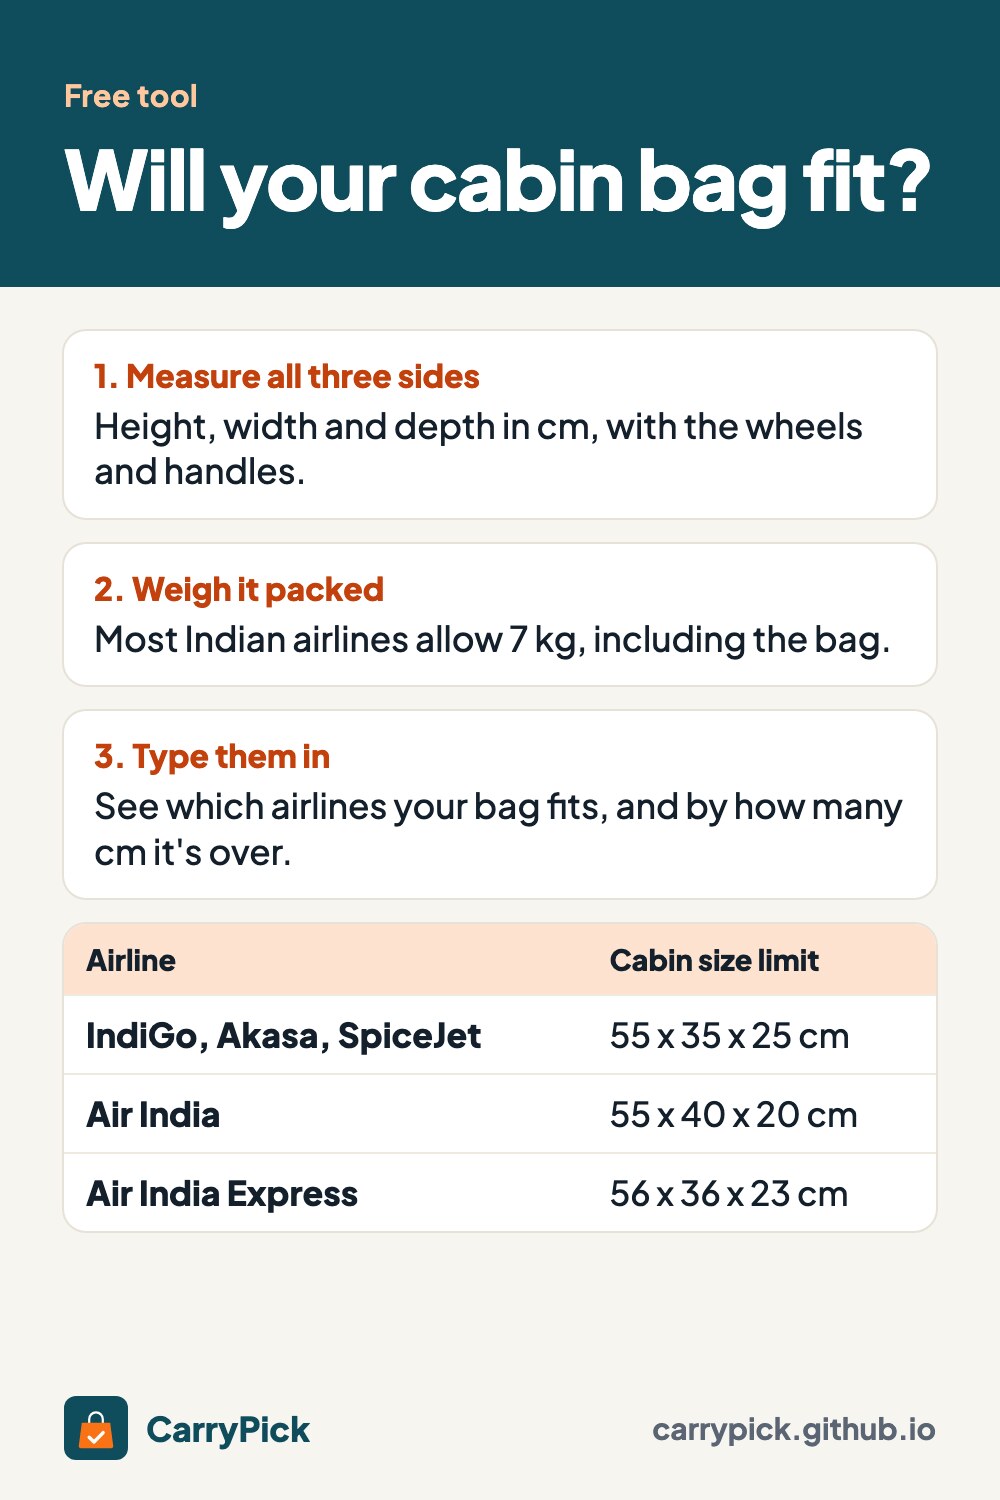 Free tool
Will your cabin bag fit?
1. Measure all three sides
Height, width and depth in cm, with the wheels
and handles.
2. Weigh it packed
Most Indian airlines allow 7 kg, including the bag.
3. Type them in
See which airlines your bag fits, and by how many
cm it's over.
Airline Cabin size limit
IndiGo, Akasa, SpiceJet 55 x 35 x 25 cm
Air India 55 x 40 x 20 cm
Air India Express 56 x 36 x 23 cm
CarryPick carrypick.github.io